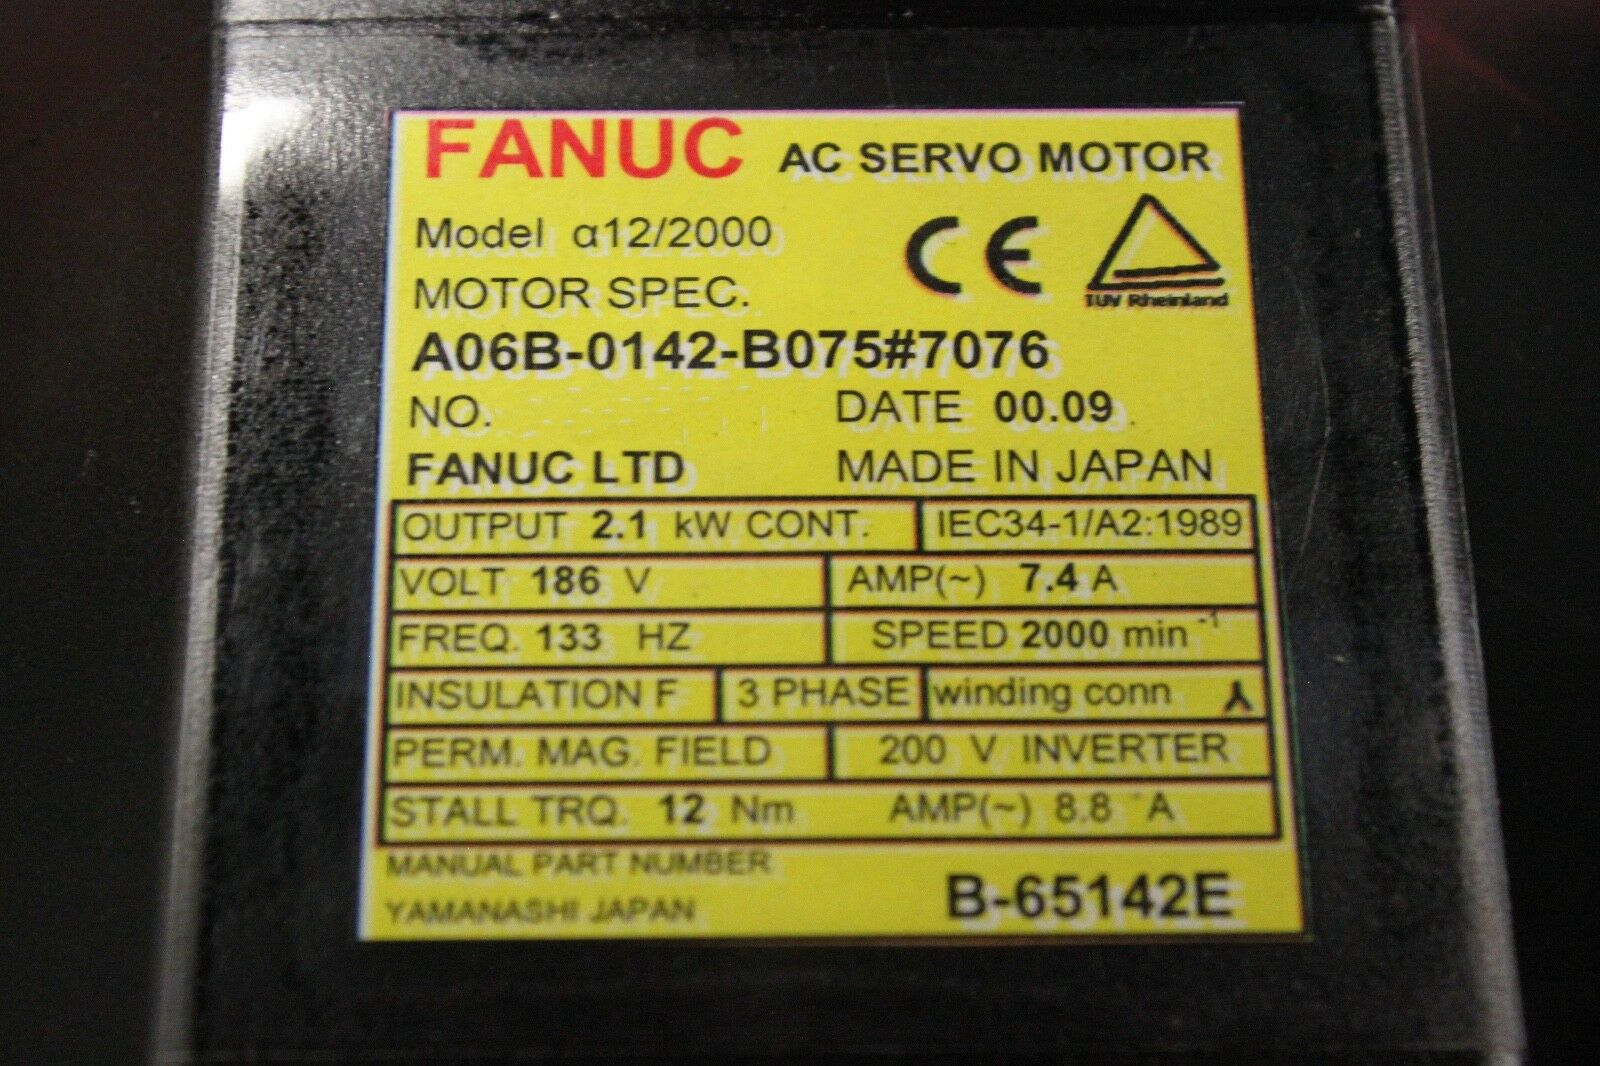 FANUC AC SERVO MOTOR
Model α12/2000
CE
TUV Rheinland
MOTOR SPEC.
A06B-0142-B075#7076
NO. DATE 00.09
FANUC LTD MADE IN JAPAN
OUTPUT 2.1 kW CONT. IEC34-1/A2:1989
VOLT 186 V AMP(~) 7.4 A
FREQ. 133 HZ SPEED 2000 min⁻¹
INSULATION F 3 PHASE winding conn
PERM. MAG. FIELD 200 V INVERTER
STALL TRQ. 12 Nm AMP(~) 8.8 A
MANUAL PART NUMBER
YAMANASHI JAPAN B-65142E